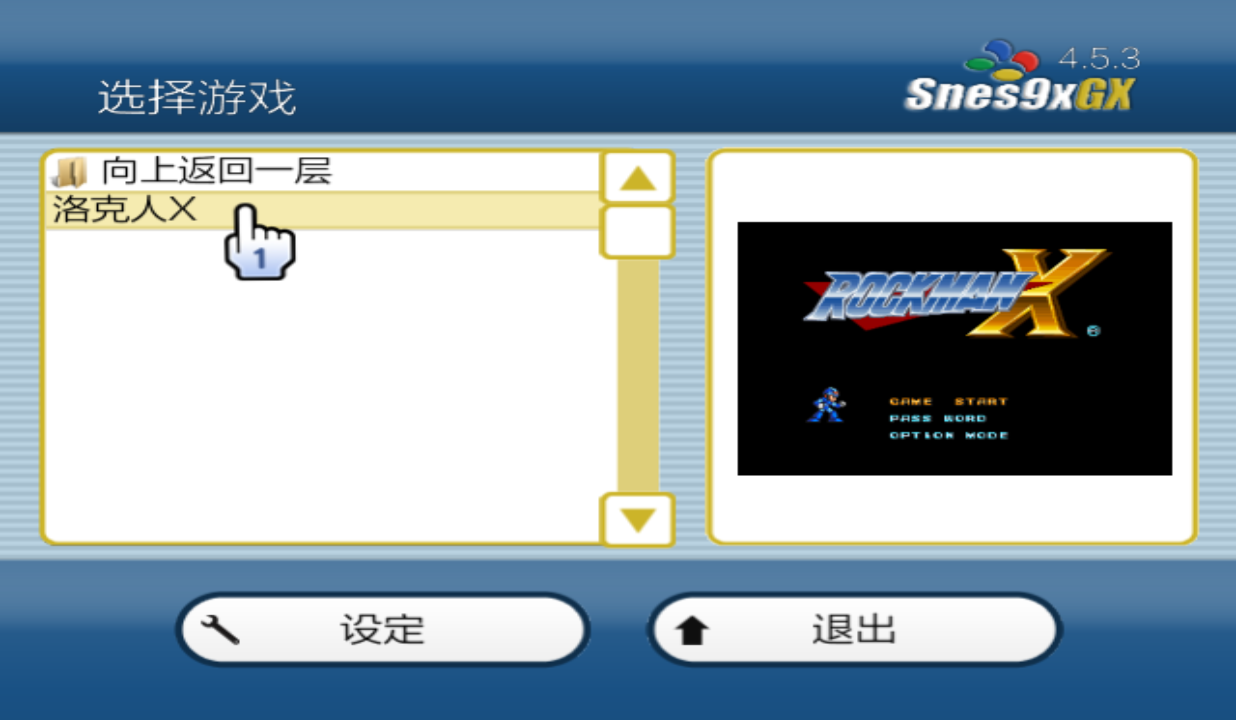 选择游戏
4.5.3
Snes9xGX
向上返回一层
洛克人X
1
ROCKMAN X
®
GAME START
PASS WORD
OPTION MODE
设定
退出